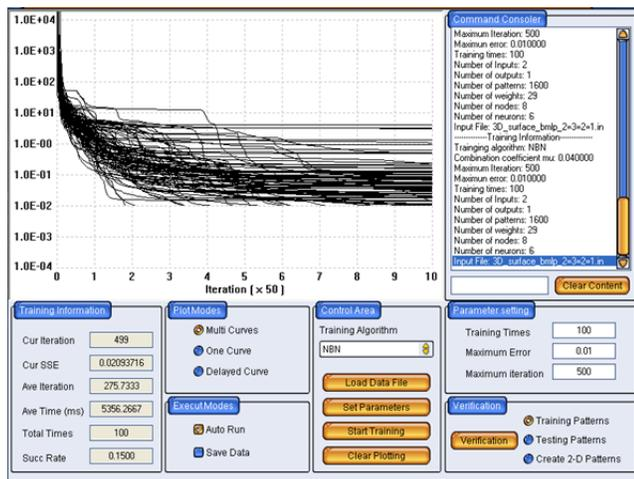 1.0E+04
1.0E+03
1.0E+02
1.0E+01
1.0E-00
1.0E-01
1.0E-02
1.0E-03
1.0E-04
0 1 2 3 4 5 6 7 8 9 10
Iteration ( x 50 )
Command Consoler
Maximum Iteration: 500
Maximun error: 0.010000
Training times: 100
Number of Inputs: 2
Number of outputs: 1
Number of patterns: 1600
Number of weights: 29
Number of nodes: 8
Number of neurons: 6
Input File: 3D_surface_bmlp_2=3=2=1.in
--------------Training Information--------------
Trainging algorithm: NBN
Combination coefficient mu: 0.040000
Maximum Iteration: 500
Maximun error: 0.010000
Training times: 100
Number of Inputs: 2
Number of outputs: 1
Number of patterns: 1600
Number of weights: 29
Number of nodes: 8
Number of neurons: 6
Input File: 3D_surface_bmlp_2=3=2=1.in
Clear Content
Training Information
Cur Iteration 499
Cur SSE 0.02093716
Ave Iteration 275.7333
Ave Time (ms) 5356.2667
Total Times 100
Succ Rate 0.1500
Plot Modes
Multi Curves
One Curve
Delayed Curve
Execut Modes
Auto Run
Save Data
Control Area
Training Algorithm
NBN
Load Data File
Set Parameters
Start Training
Clear Plotting
Parameter setting
Training Times 100
Maximum Error 0.01
Maximum iteration 500
Verification
Verification
Training Patterns
Testing Patterns
Create 2-D Patterns